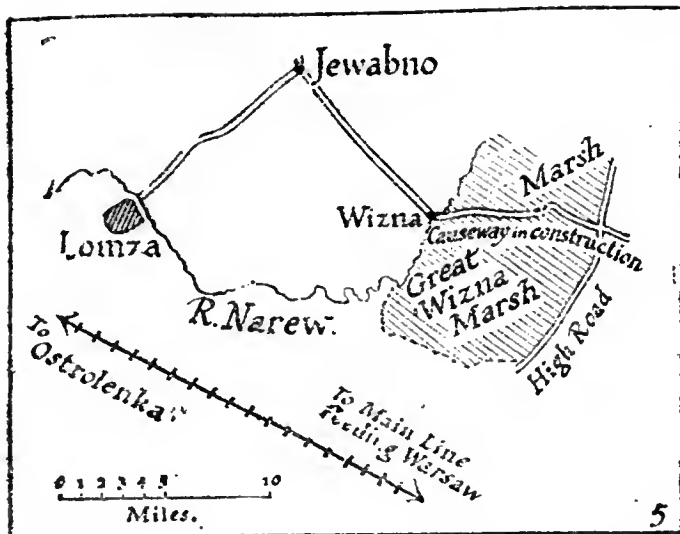 Jewabno
Marsh
Wizna
Causeway in construction
Lomza
Great
Wizna
Marsh
R. Narew.
High Road
To
Ostrolenka
To Main Line
Feeding Warsaw
0 1 2 3 4 5 10
Miles.
5